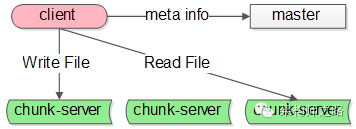 client
meta info
master
Write File
Read File
chunk-server
chunk-server
chunk-server